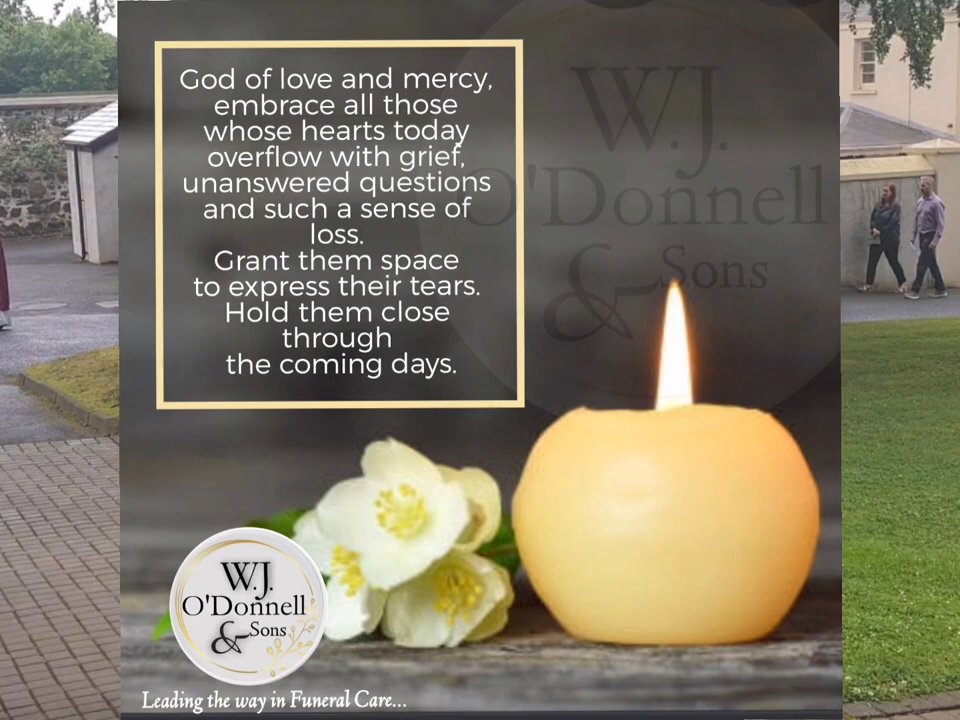 God of love and mercy,
embrace all those
whose hearts today
overflow with grief,
unanswered questions
and such a sense of
loss.
Grant them space
to express their tears.
Hold them close
through
the coming days.
W.J.
O'Donnell
& Sons
W.J.
O'Donnell
& Sons
Leading the way in Funeral Care...